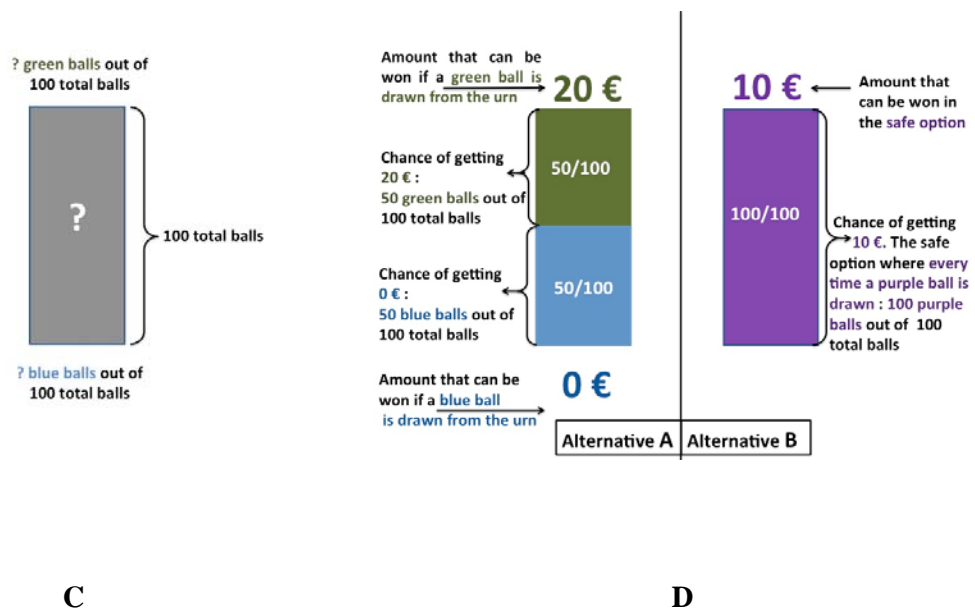 ? green balls out of
100 total balls
?
100 total balls
? blue balls out of
100 total balls
Amount that can be
won if a green ball is
drawn from the urn
20 €
Chance of getting
20 € :
50 green balls out of
100 total balls
50/100
Chance of getting
0 € :
50 blue balls out of
100 total balls
50/100
Amount that can be
won if a blue ball
is drawn from the urn
0 €
Alternative A
10 €
Amount that
can be won in
the safe option
100/100
Chance of getting
10 €. The safe
option where every
time a purple ball is
drawn : 100 purple
balls out of 100
total balls
Alternative B
C
D